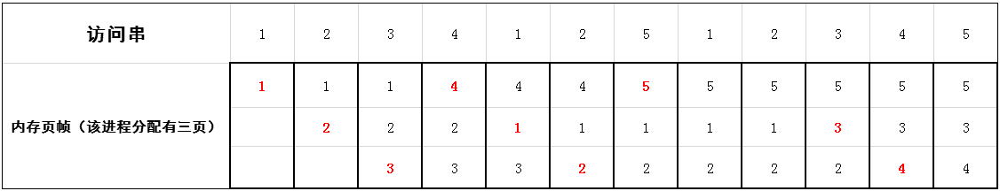 访问串 1 2 3 4 1 2 5 1 2 3 4 5
1 1 1 4 4 4 5 5 5 5 5 5
内存页帧（该进程分配有三页） 2 2 2 1 1 1 1 1 3 3 3
3 3 3 2 2 2 2 2 4 4